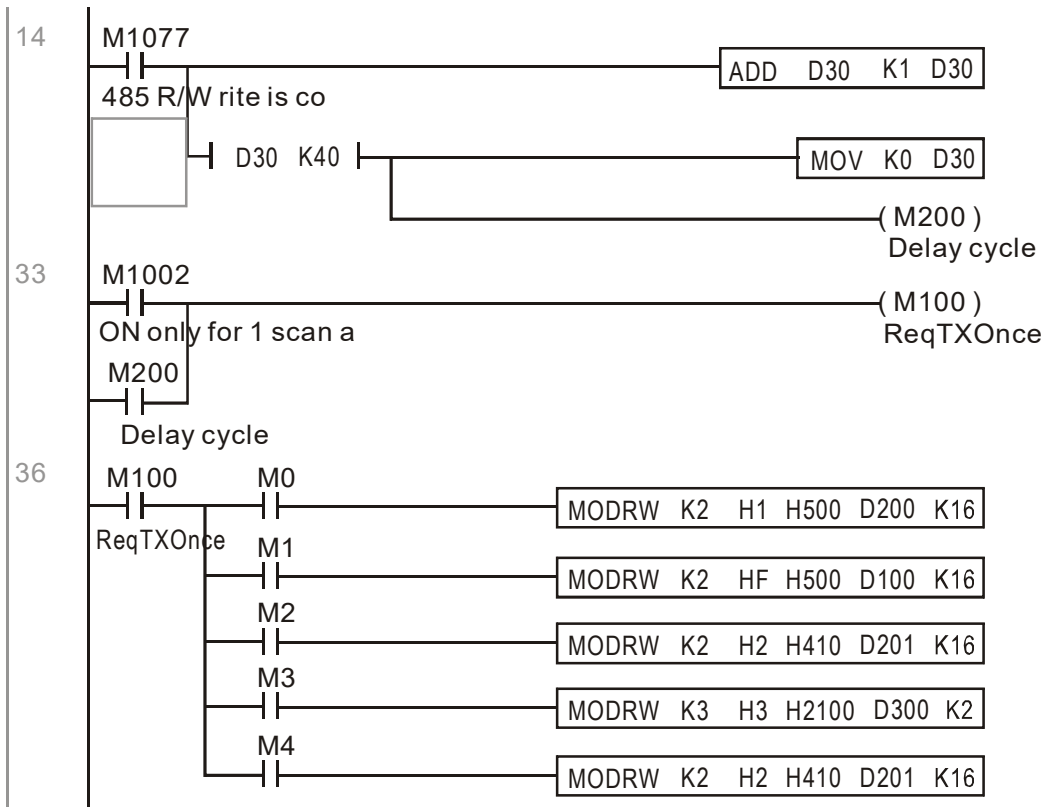 14
M1077
ADD D30 K1 D30
485 R/W rite is co
D30 K40
MOV K0 D30
( M200 )
Delay cycle
33
M1002
( M100 )
ON only for 1 scan a
ReqTXOnce
M200
Delay cycle
36
M100 M0
MODRW K2 H1 H500 D200 K16
ReqTXOnce
M1
MODRW K2 HF H500 D100 K16
M2
MODRW K2 H2 H410 D201 K16
M3
MODRW K3 H3 H2100 D300 K2
M4
MODRW K2 H2 H410 D201 K16